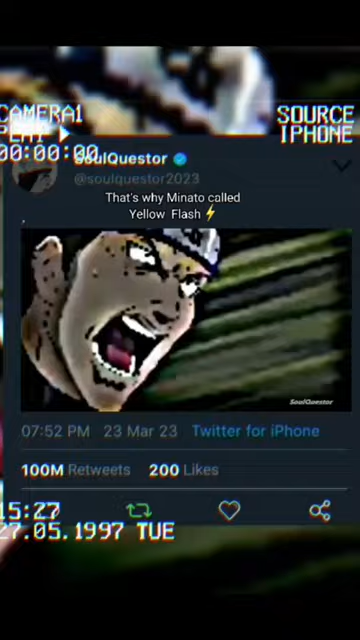 CAMERA1
SOURCE
PLAY
IPHONE
00:00:00
SoulQuestor
@soulquestor2023
That's why Minato called
Yellow Flash ⚡
SoulQuestor
07:52 PM 23 Mar 23 Twitter for iPhone
100M Retweets 200 Likes
15:27
27.05.1997 TUE